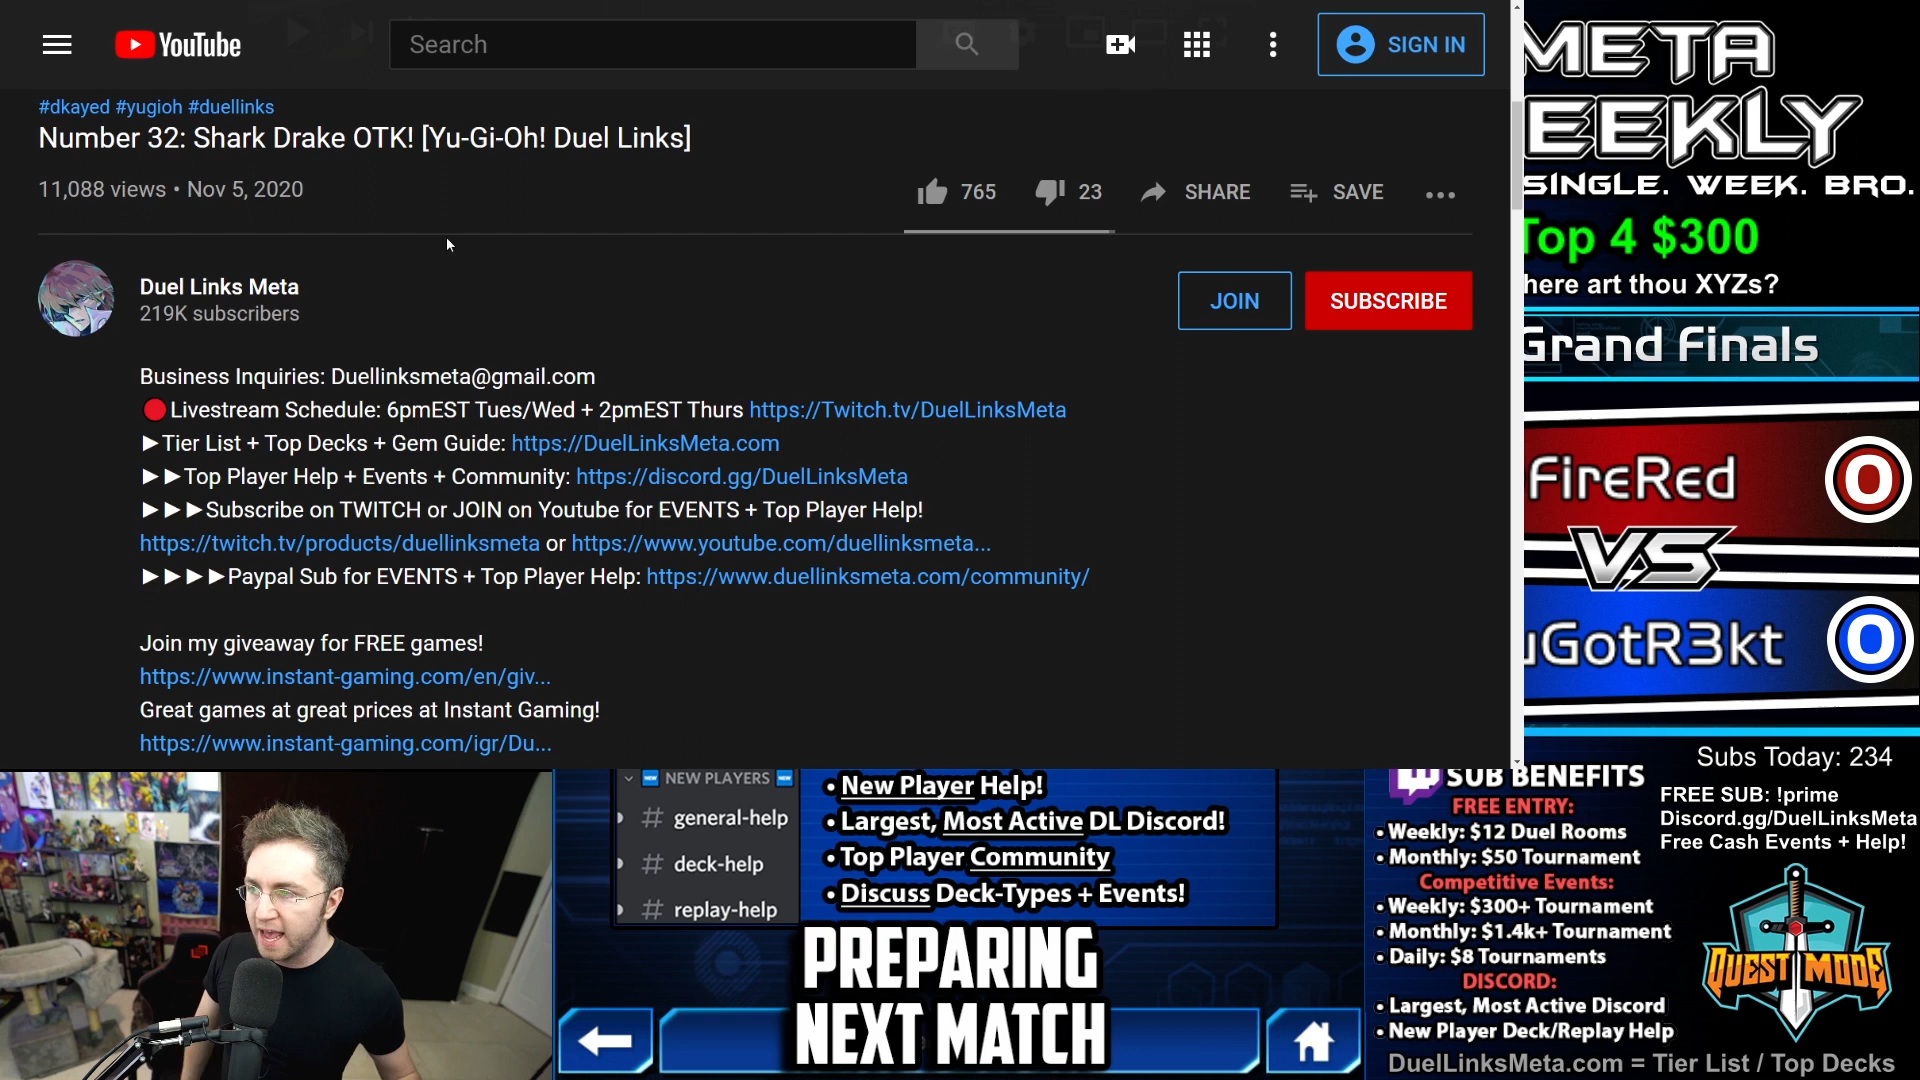 YouTube
Search
SIGN IN
#dkayed #yugioh #duellinks
Number 32: Shark Drake OTK! [Yu-Gi-Oh! Duel Links]
11,088 views • Nov 5, 2020
765
23
SHARE
SAVE
Duel Links Meta
219K subscribers
JOIN
SUBSCRIBE
Business Inquiries: Duellinksmeta@gmail.com
🔴Livestream Schedule: 6pmEST Tues/Wed + 2pmEST Thurs https://Twitch.tv/DuelLinksMeta
►Tier List + Top Decks + Gem Guide: https://DuelLinksMeta.com
►►Top Player Help + Events + Community: https://discord.gg/DuelLinksMeta
►►►Subscribe on TWITCH or JOIN on Youtube for EVENTS + Top Player Help!
https://twitch.tv/products/duellinksmeta or https://www.youtube.com/duellinksmeta...
►►►►Paypal Sub for EVENTS + Top Player Help: https://www.duellinksmeta.com/community/
Join my giveaway for FREE games!
https://www.instant-gaming.com/en/giv...
Great games at great prices at Instant Gaming!
https://www.instant-gaming.com/igr/Du...
META
EEKLY
SINGLE. WEEK. BRO.
Top 4 $300
here art thou XYZs?
Grand Finals
FireRed
0
VS
uGotR3kt
0
NEW NEW PLAYERS NEW
# general-help
# deck-help
# replay-help
• New Player Help!
• Largest, Most Active DL Discord!
• Top Player Community
• Discuss Deck-Types + Events!
PREPARING
NEXT MATCH
SUB BENEFITS
FREE ENTRY:
• Weekly: $12 Duel Rooms
• Monthly: $50 Tournament
Competitive Events:
• Weekly: $300+ Tournament
• Monthly: $1.4k+ Tournament
• Daily: $8 Tournaments
DISCORD:
• Largest, Most Active Discord
• New Player Deck/Replay Help
Subs Today: 234
FREE SUB: !prime
Discord.gg/DuelLinksMeta
Free Cash Events + Help!
QUEST MODE
DuelLinksMeta.com = Tier List / Top Decks